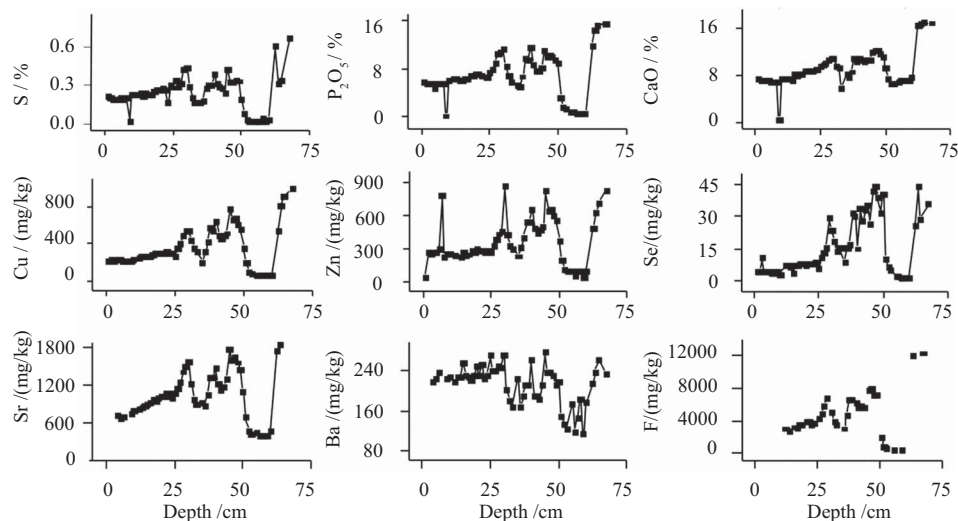 S / %
0.6
0.3
0.0
0 25 50 75
P2O5 / %
16
8
0
0 25 50 75
CaO / %
16
8
0
0 25 50 75
Cu / (mg/kg)
800
400
0
0 25 50 75
Zn /(mg/kg)
900
600
300
0
0 25 50 75
Se/(mg/kg)
45
30
15
0
0 25 50 75
Sr /(mg/kg)
1800
1200
600
0
0 25 50 75
Depth /cm
Ba /(mg/kg)
240
160
80
0 25 50 75
Depth /cm
F/(mg/kg)
12000
8000
4000
0
0 25 50 75
Depth /cm